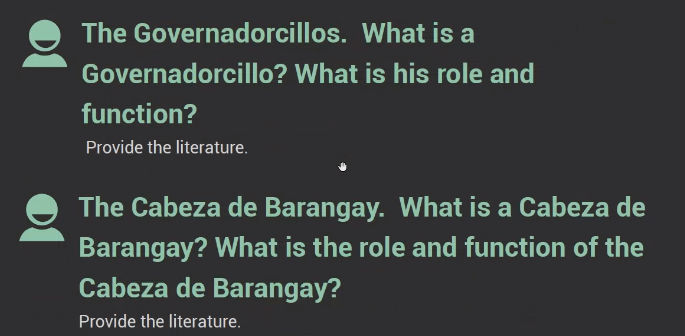 The Governadorcillos.  What is a
Governadorcillo? What is his role and
function?
Provide the literature.
The Cabeza de Barangay.  What is a Cabeza de
Barangay? What is the role and function of the
Cabeza de Barangay?
Provide the literature.